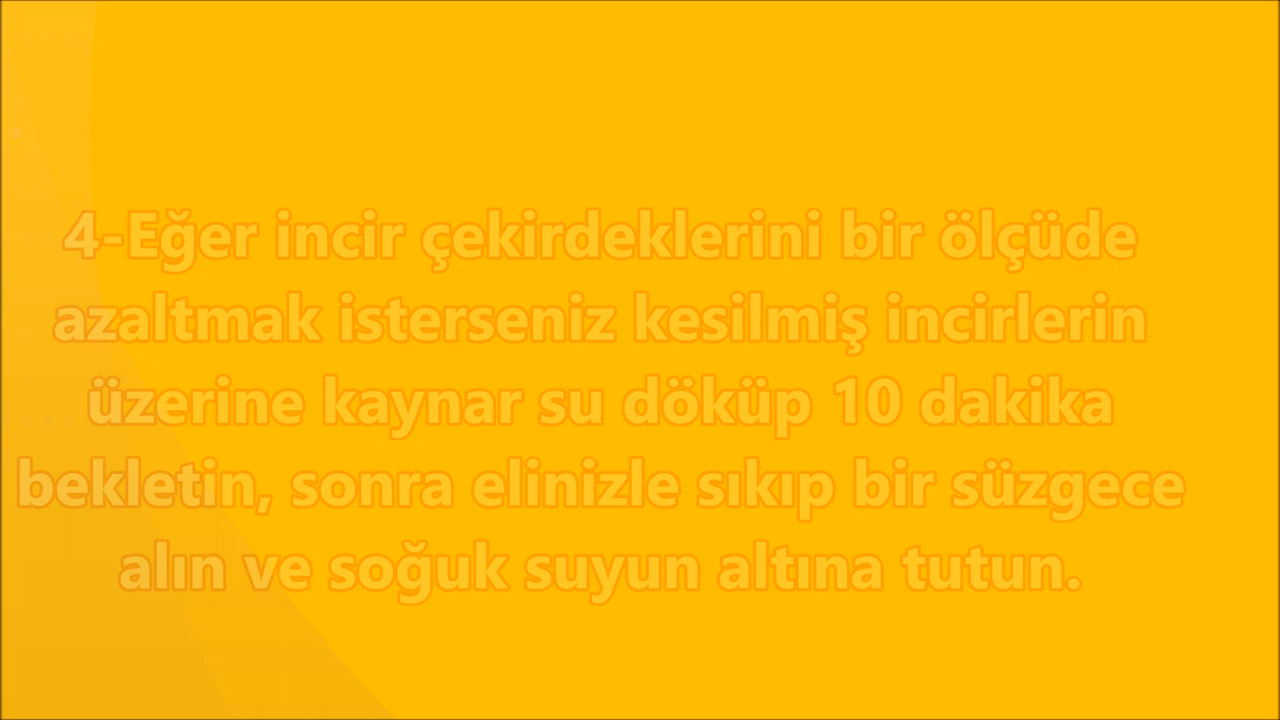 4-Eğer incir çekirdeklerini bir ölçüde
azaltmak isterseniz kesilmiş incirlerin
üzerine kaynar su döküp 10 dakika
bekletin, sonra elinizle sıkıp bir süzgece
alın ve soğuk suyun altına tutun.